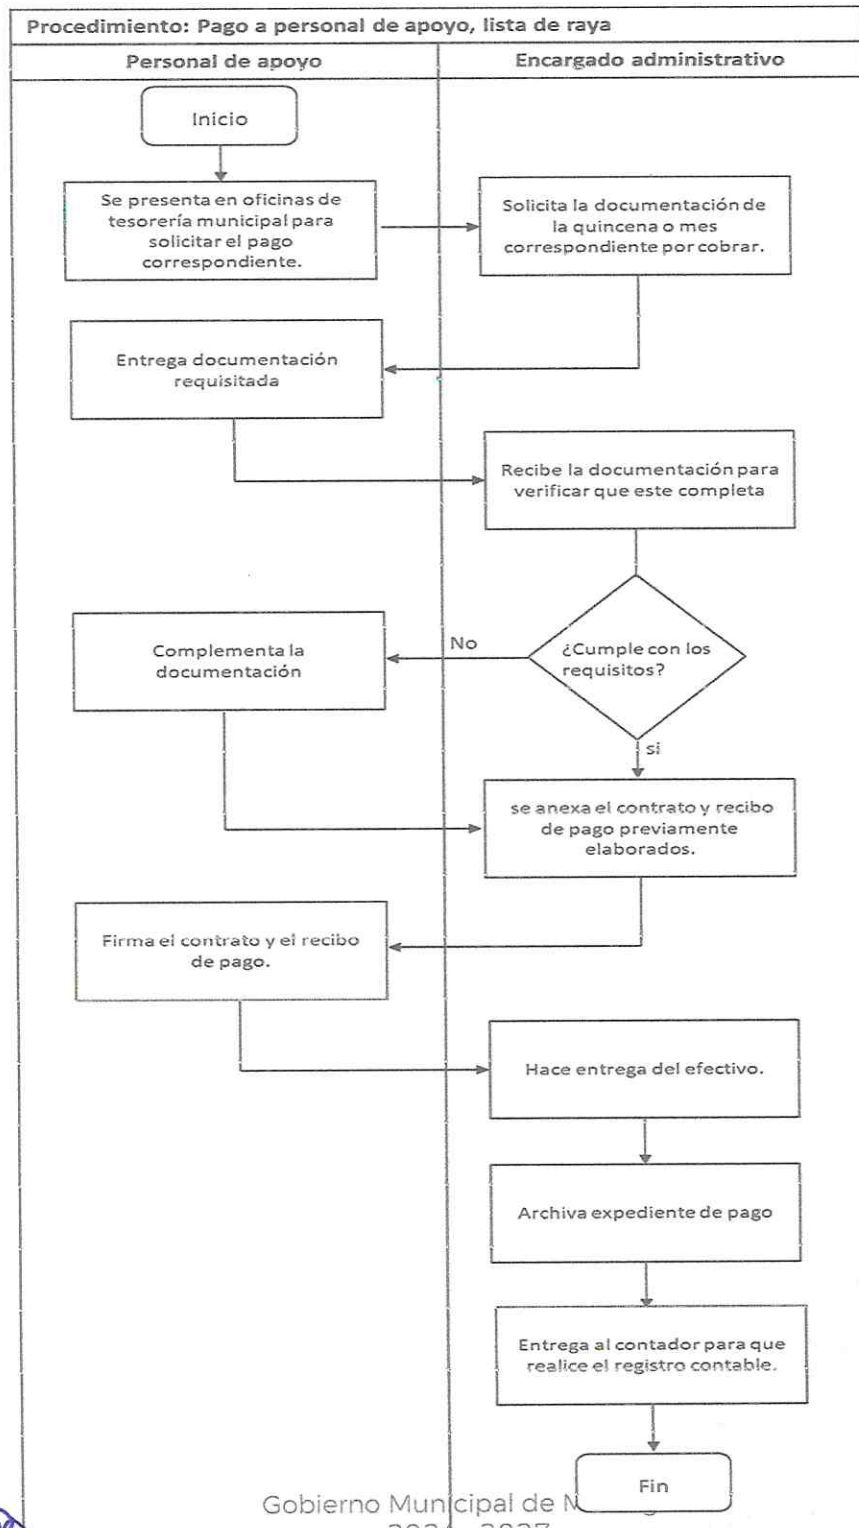 Procedimiento: Pago a personal de apoyo, lista de raya
Personal de apoyo
Encargado administrativo
Inicio
Se presenta en oficinas de
tesorería municipal para
solicitar el pago
correspondiente.
Solicita la documentación de
la quincena o mes
correspondiente por cobrar.
Entrega documentación
requisitada
Recibe la documentación para
verificar que este completa
¿Cumple con los
requisitos?
No
Complementa la
documentación
si
se anexa el contrato y recibo
de pago previamente
elaborados.
Firma el contrato y el recibo
de pago.
Hace entrega del efectivo.
Archiva expediente de pago
Entrega al contador para que
realice el registro contable.
Fin
Gobierno Municipal de
2024 - 2027